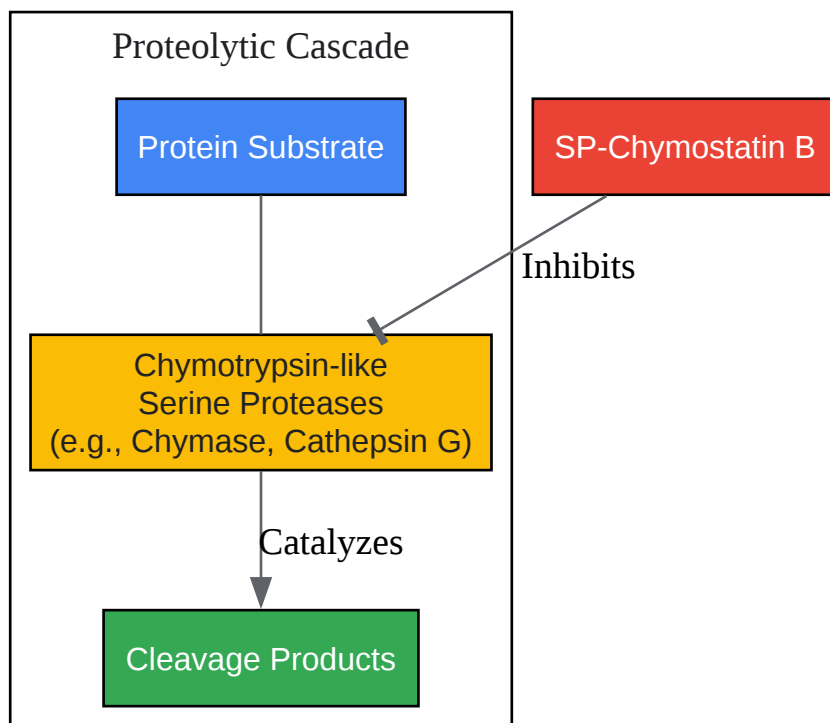 Proteolytic Cascade
Protein Substrate
SP-Chymostatin B
Inhibits
Chymotrypsin-like
Serine Proteases
(e.g., Chymase, Cathepsin G)
Catalyzes
Cleavage Products